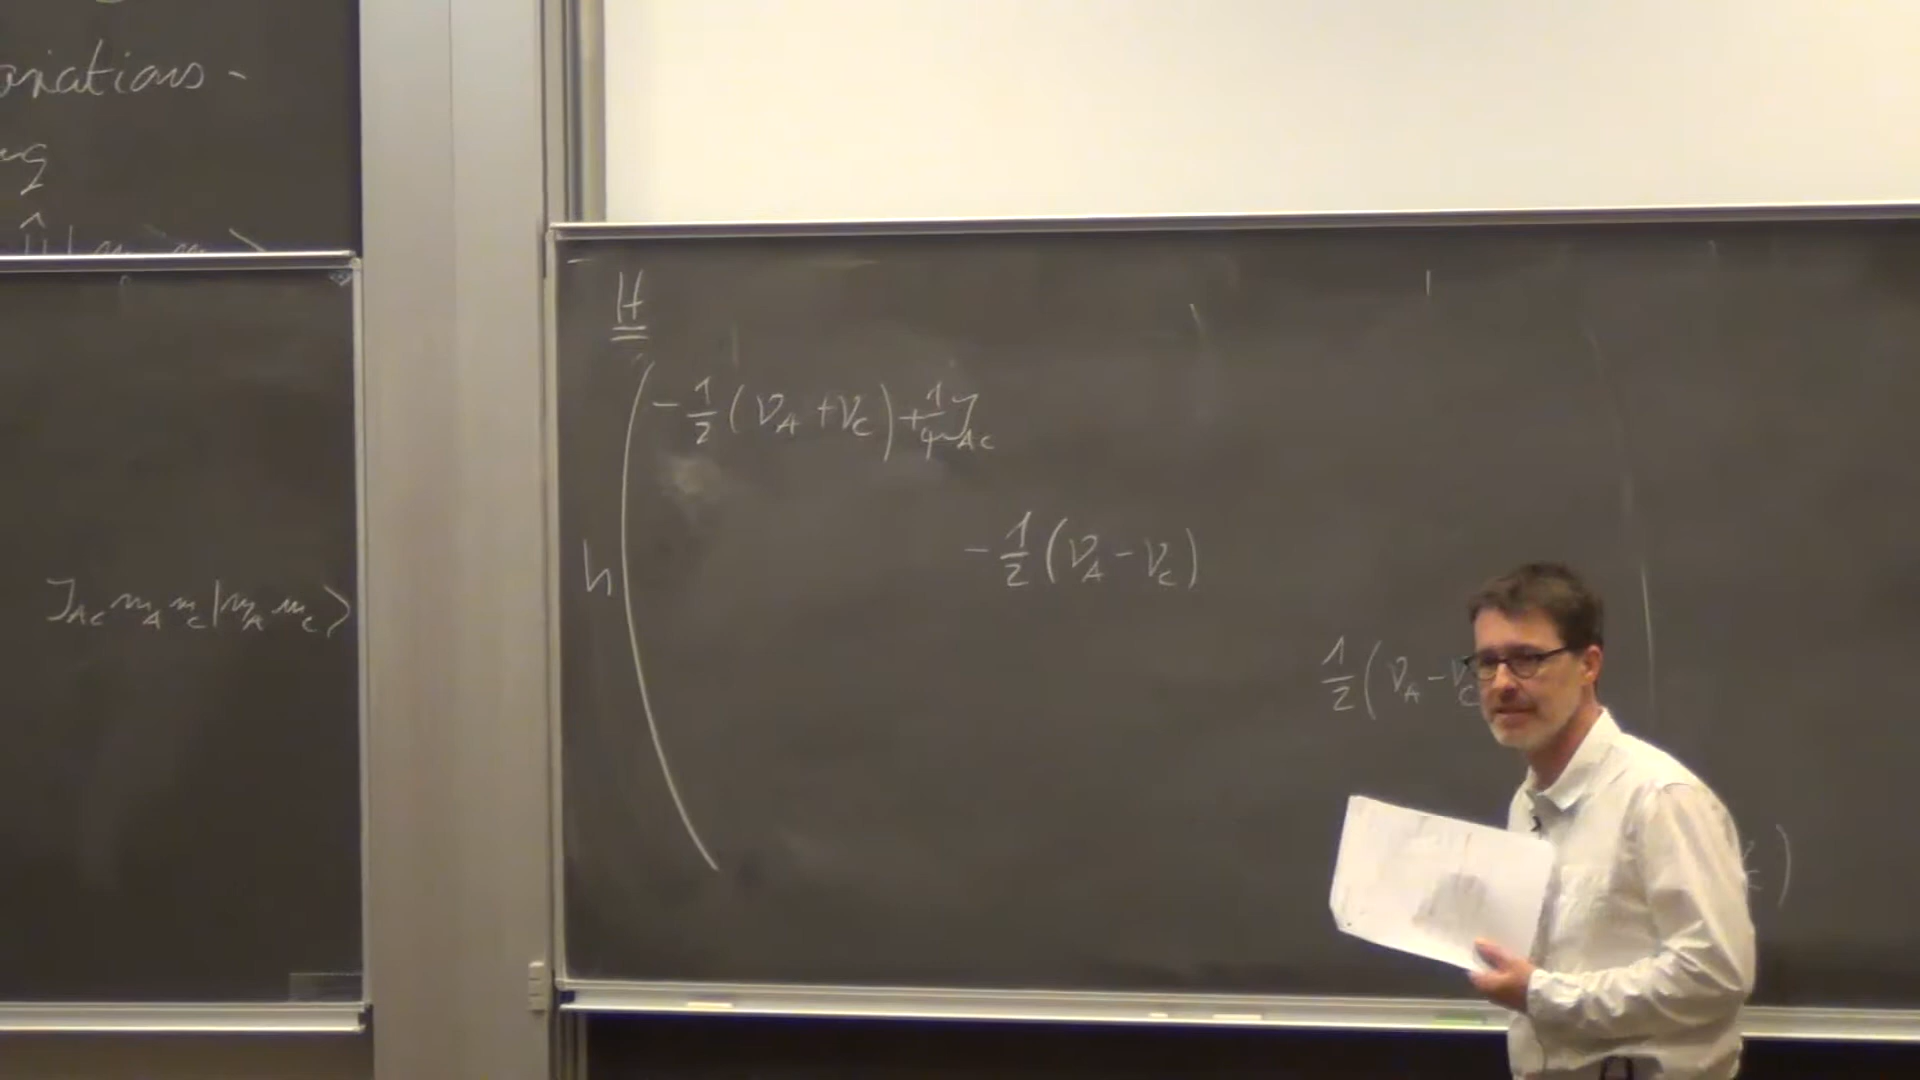 ng
J_AC m_A m_C | m_A m_C ⟩
H
-1/2 (ν_A + ν_C) + 1/4 J_AC
-1/2 (ν_A - ν_C)
h
1/2 (ν_A - ν_C
)